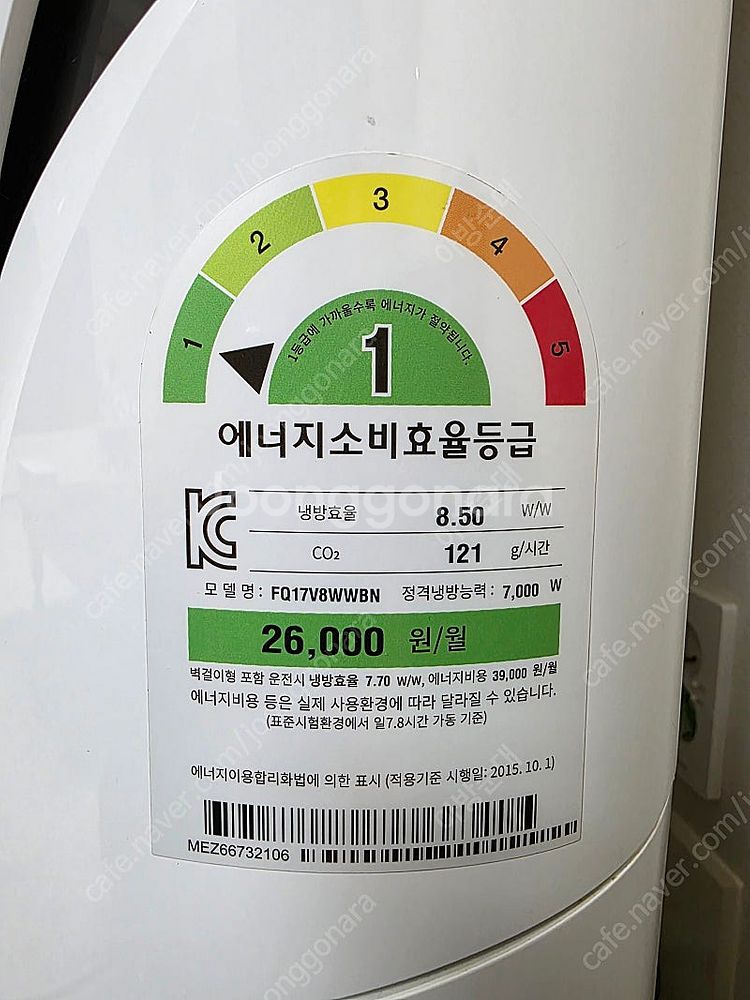 1
2
3
4
5
1등급에 가까울수록 에너지가 절약됩니다.
1
에너지소비효율등급
냉방효율 8.50 W/W
CO₂ 121 g/시간
모 델 명 : FQ17V8WWBN 정격냉방능력 : 7,000 W
26,000 원/월
벽걸이형 포함 운전시 냉방효율 7.70 W/W, 에너지비용 39,000 원/월
에너지비용 등은 실제 사용환경에 따라 달라질 수 있습니다.
(표준시험환경에서 일7.8시간 가동 기준)
에너지이용합리화법에 의한 표시 (적용기준 시행일: 2015. 10. 1)
MEZ66732106
joonggonara
cafe.naver.com/joonggonara